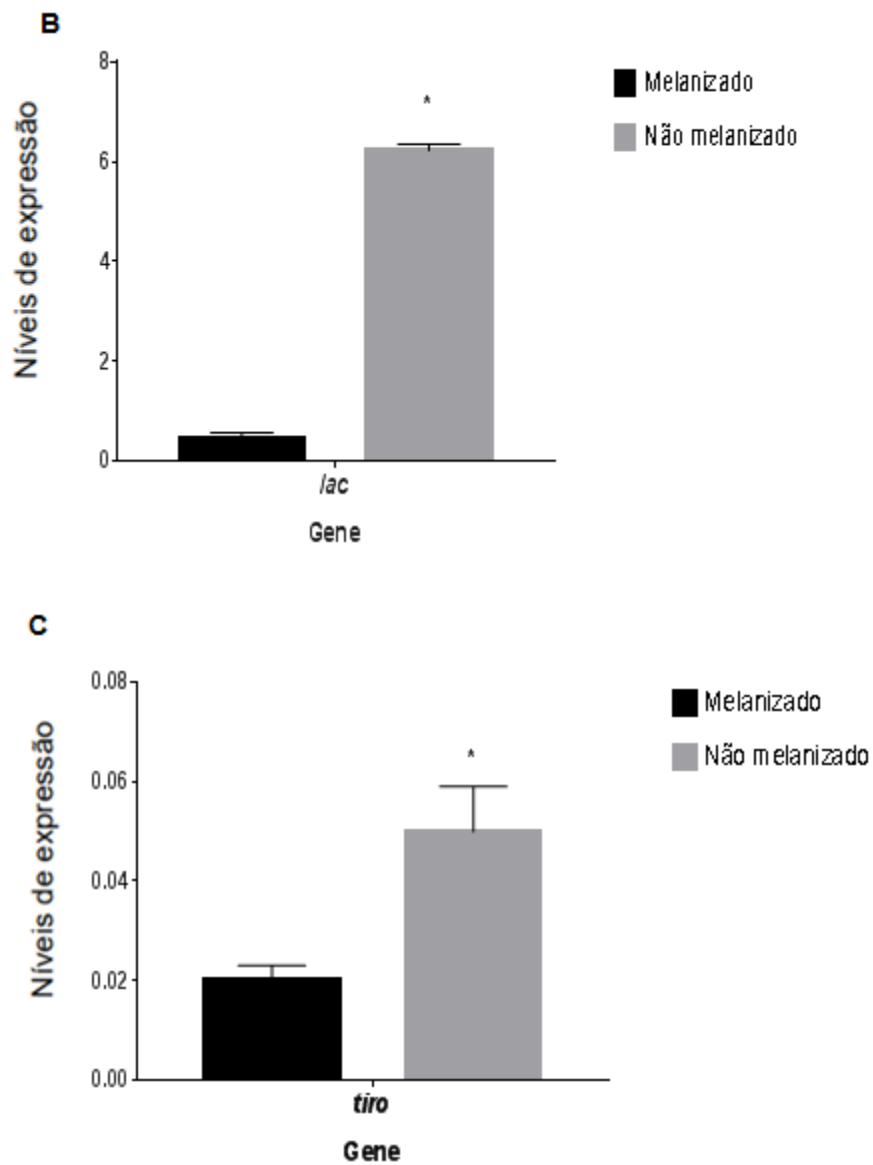 B
Níveis de expressão
8
6
4
2
0
*
lac
Gene
Melanizado
Não melanizado
C
Níveis de expressão
0.08
0.06
0.04
0.02
0.00
*
tiro
Gene
Melanizado
Não melanizado